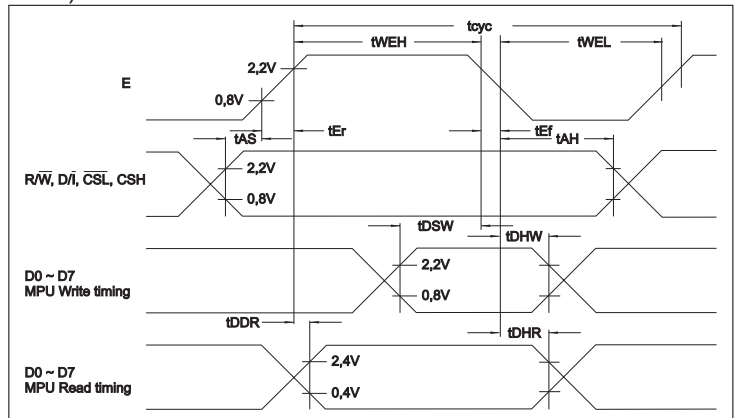 tcyc
tWEH tWEL
2,2V
E
0,8V
tEr tEf
tAS tAH
2,2V
R/W̅, D/I̅, C̅S̅L̅, CSH
0,8V
tDSW
tDHW
2,2V
D0 ~ D7
MPU Write timing
0,8V
tDDR
tDHR
2,4V
D0 ~ D7
MPU Read timing
0,4V